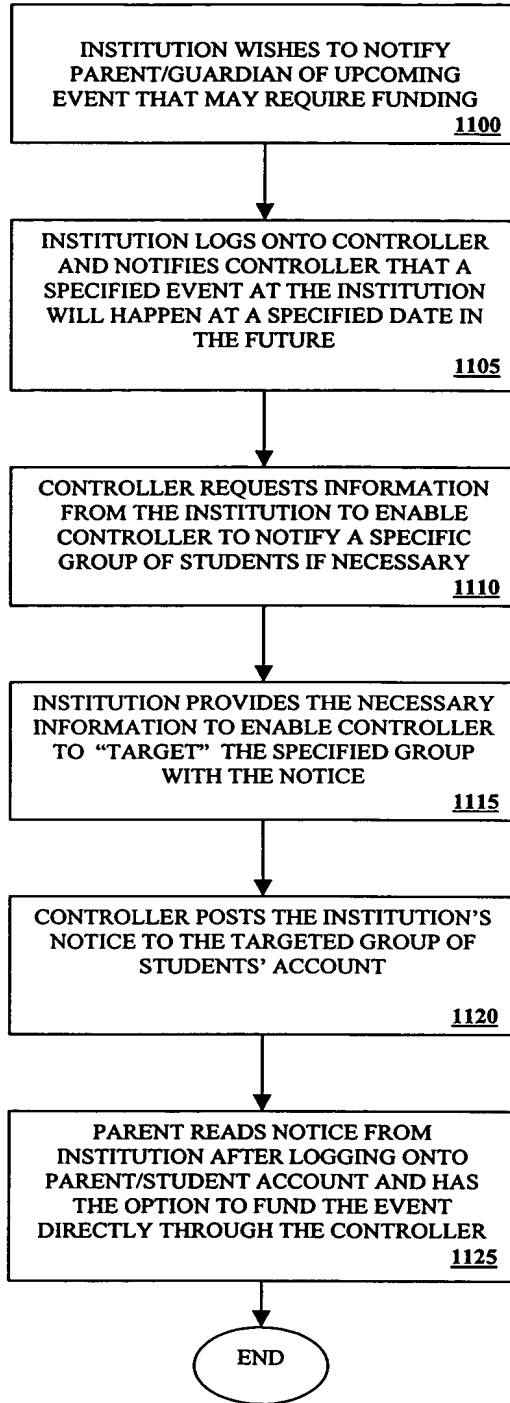 INSTITUTION WISHES TO NOTIFY
PARENT/GUARDIAN OF UPCOMING
EVENT THAT MAY REQUIRE FUNDING
1100
INSTITUTION LOGS ONTO CONTROLLER
AND NOTIFIES CONTROLLER THAT A
SPECIFIED EVENT AT THE INSTITUTION
WILL HAPPEN AT A SPECIFIED DATE IN
THE FUTURE
1105
CONTROLLER REQUESTS INFORMATION
FROM THE INSTITUTION TO ENABLE
CONTROLLER TO NOTIFY A SPECIFIC
GROUP OF STUDENTS IF NECESSARY
1110
INSTITUTION PROVIDES THE NECESSARY
INFORMATION TO ENABLE CONTROLLER
TO “TARGET” THE SPECIFIED GROUP
WITH THE NOTICE
1115
CONTROLLER POSTS THE INSTITUTION’S
NOTICE TO THE TARGETED GROUP OF
STUDENTS’ ACCOUNT
1120
PARENT READS NOTICE FROM
INSTITUTION AFTER LOGGING ONTO
PARENT/STUDENT ACCOUNT AND HAS
THE OPTION TO FUND THE EVENT
DIRECTLY THROUGH THE CONTROLLER
1125
END